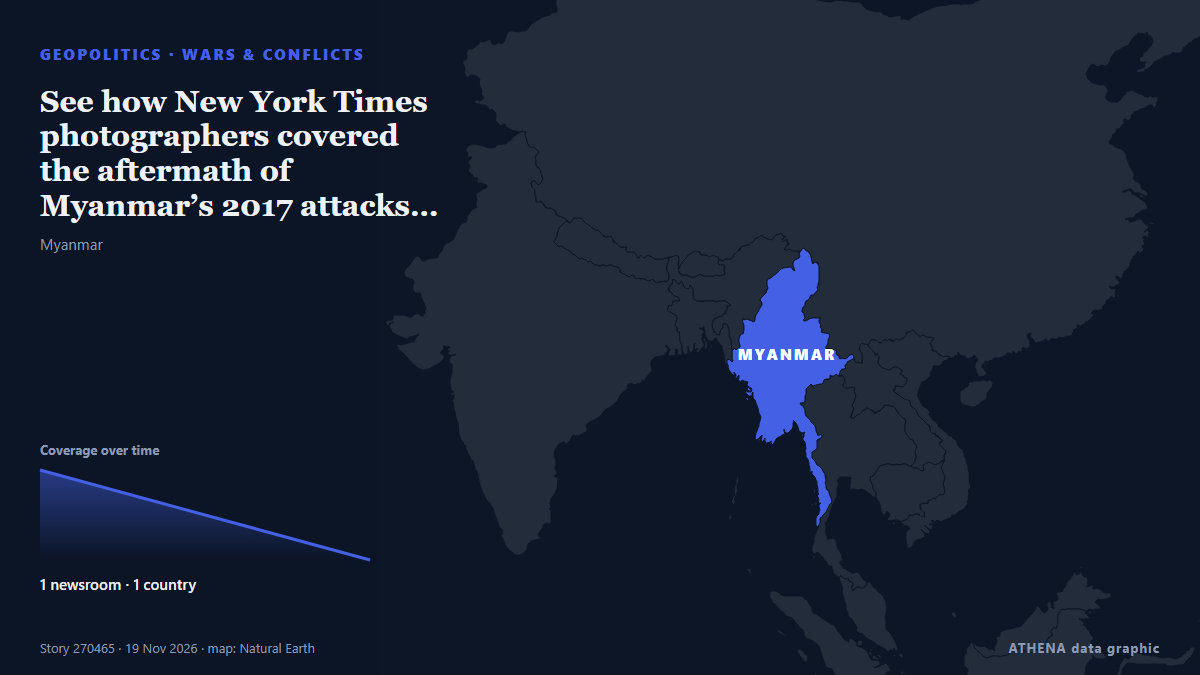 GEOPOLITICS · WARS & CONFLICTS
See how New York Times
photographers covered
the aftermath of
Myanmar’s 2017 attacks…
Myanmar
MYANMAR
Coverage over time
1 newsroom · 1 country
Story 270465 · 19 Nov 2026 · map: Natural Earth
ATHENA data graphic